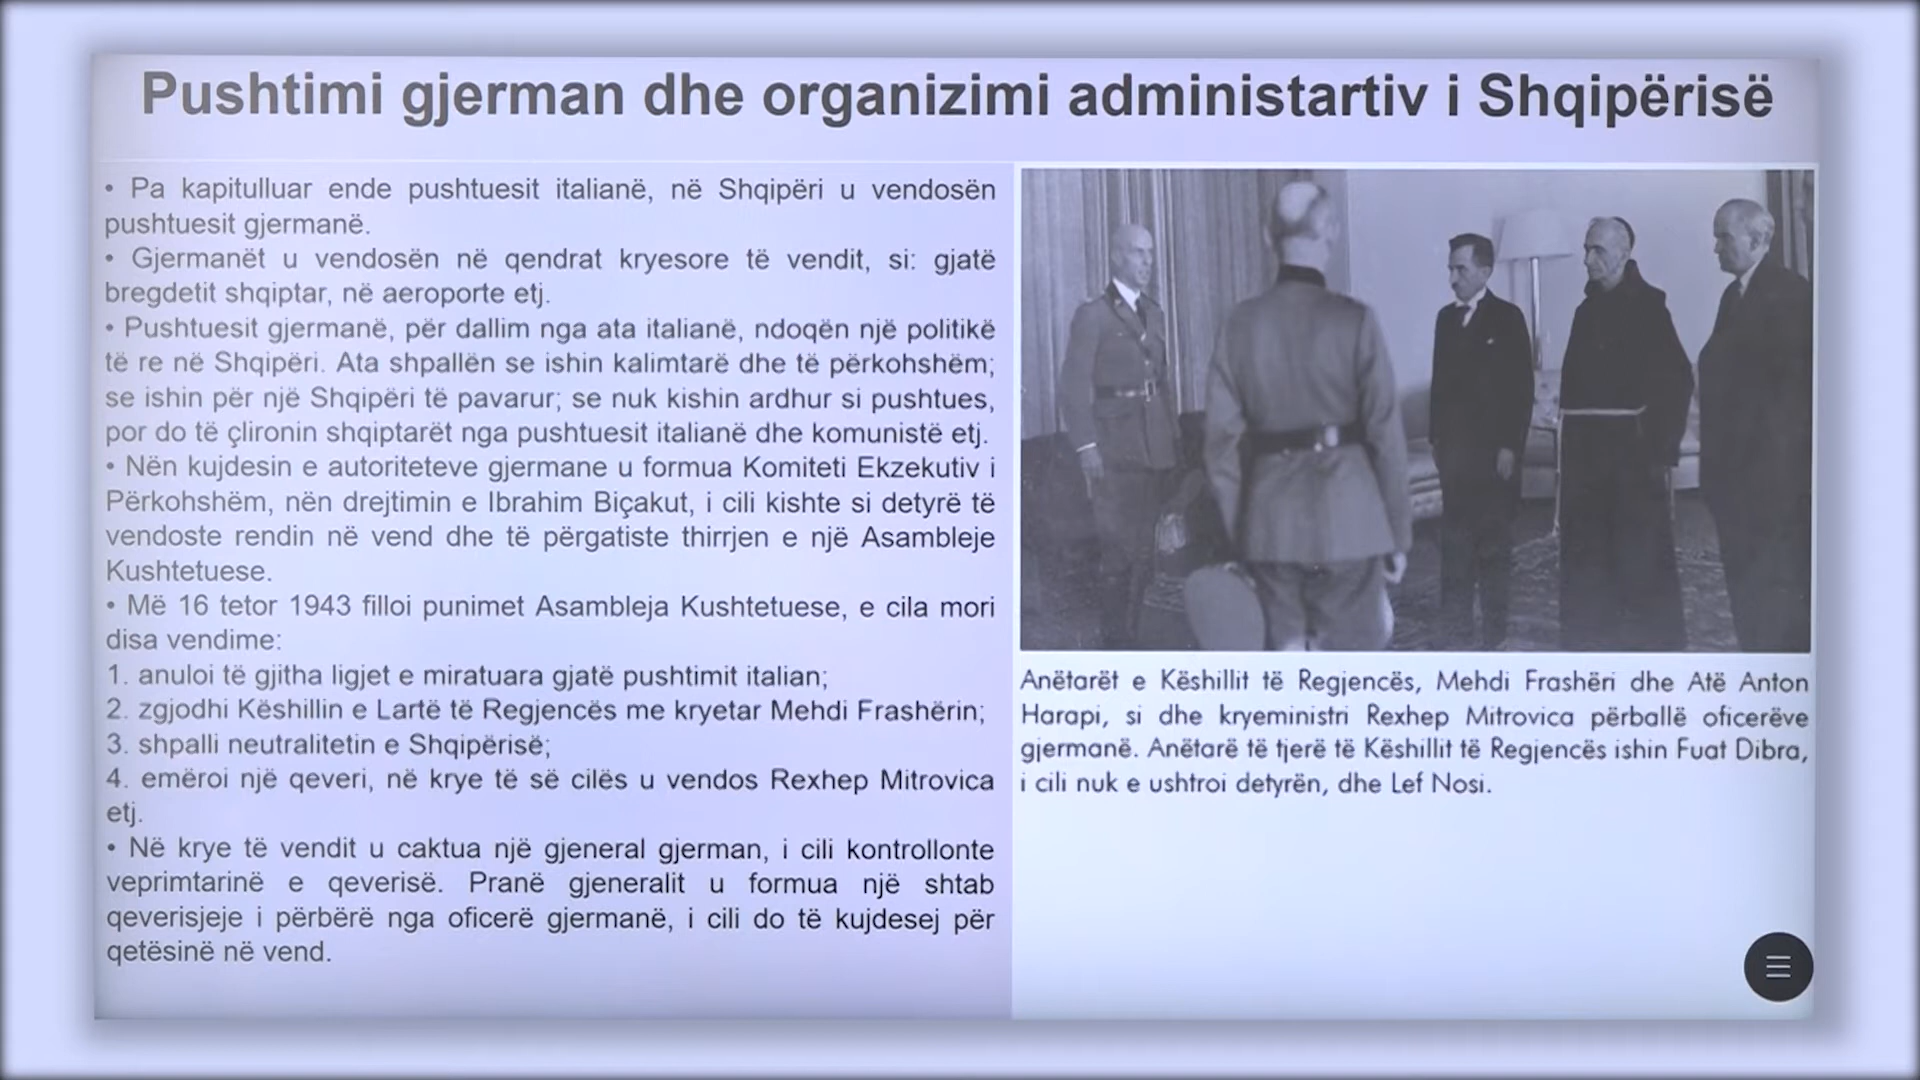 Pushtimi gjerman dhe organizimi administartiv i Shqipërisë
• Pa kapitulluar ende pushtuesit italianë, në Shqipëri u vendosën
pushtuesit gjermanë.
• Gjermanët u vendosën në qendrat kryesore të vendit, si: gjatë
bregdetit shqiptar, në aeroporte etj.
• Pushtuesit gjermanë, për dallim nga ata italianë, ndoqën një politikë
të re në Shqipëri. Ata shpallën se ishin kalimtarë dhe të përkohshëm;
se ishin për një Shqipëri të pavarur; se nuk kishin ardhur si pushtues,
por do të çlironin shqiptarët nga pushtuesit italianë dhe komunistë etj.
• Nën kujdesin e autoriteteve gjermane u formua Komiteti Ekzekutiv i
Përkohshëm, nën drejtimin e Ibrahim Biçakut, i cili kishte si detyrë të
vendoste rendin në vend dhe të përgatiste thirrjen e një Asambleje
Kushtetuese.
• Më 16 tetor 1943 filloi punimet Asambleja Kushtetuese, e cila mori
disa vendime:
1. anuloi të gjitha ligjet e miratuara gjatë pushtimit italian;
2. zgjodhi Këshillin e Lartë të Regjencës me kryetar Mehdi Frashërin;
3. shpalli neutralitetin e Shqipërisë;
4. emëroi një qeveri, në krye të së cilës u vendos Rexhep Mitrovica
etj.
• Në krye të vendit u caktua një gjeneral gjerman, i cili kontrollonte
veprimtarinë e qeverisë. Pranë gjeneralit u formua një shtab
qeverisjeje i përbërë nga oficerë gjermanë, i cili do të kujdesej për
qetësinë në vend.
Anëtarët e Këshillit të Regjencës, Mehdi Frashëri dhe Atë Anton
Harapi, si dhe kryeministri Rexhep Mitrovica përballë oficerëve
gjermanë. Anëtarë të tjerë të Këshillit të Regjencës ishin Fuat Dibra,
i cili nuk e ushtroi detyrën, dhe Lef Nosi.